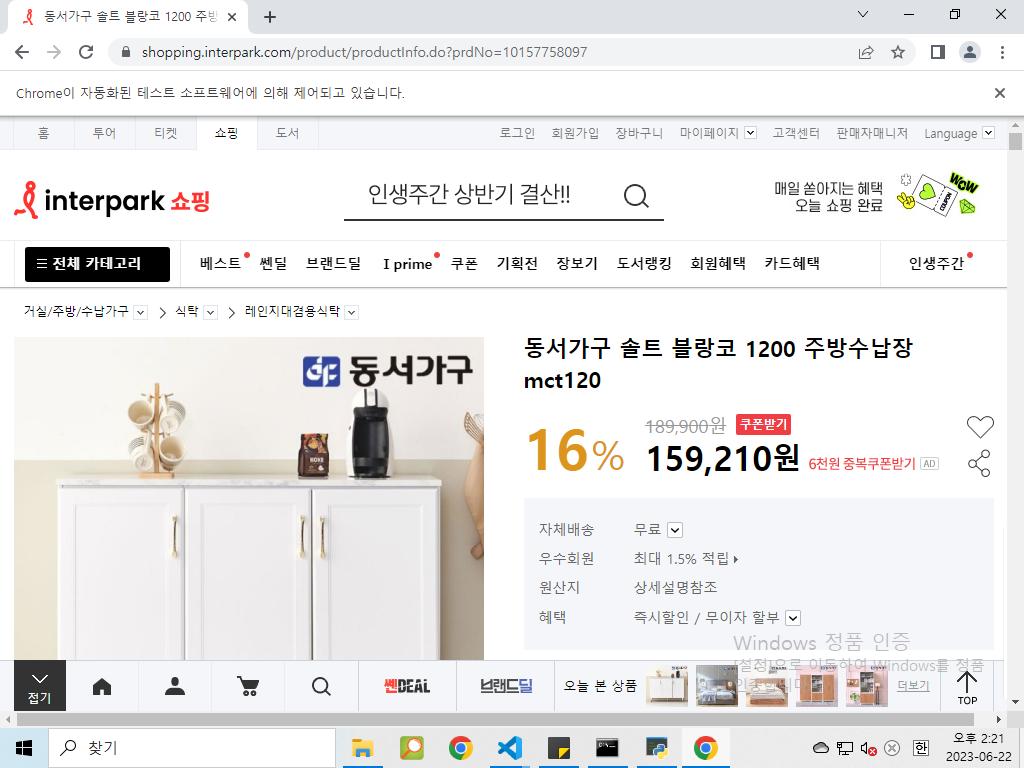 동서가구 솔트 블랑코 1200 주방
shopping.interpark.com/product/productInfo.do?prdNo=10157758097
Chrome이 자동화된 테스트 소프트웨어에 의해 제어되고 있습니다.
홈 투어 티켓 쇼핑 도서 로그인 회원가입 장바구니 마이페이지 고객센터 판매자매니저 Language
interpark 쇼핑
인생주간 상반기 결산!!
매일 쏟아지는 혜택
오늘 쇼핑 완료
WOW
COUPON
전체 카테고리 베스트 쎈딜 브랜드딜 I prime 쿠폰 기획전 장보기 도서랭킹 회원혜택 카드혜택 인생주간
거실/주방/수납가구 식탁 레인지대겸용식탁
동서가구
동서가구 솔트 블랑코 1200 주방수납장
mct120
189,900원 쿠폰받기
16% 159,210원 6천원 중복쿠폰받기 AD
자체배송 무료
우수회원 최대 1.5% 적립
원산지 상세설명참조
혜택 즉시할인 / 무이자 할부
Windows 정품 인증
[설정]으로 이동하여 Windows를 정품
인증합니다.
접기 쎈DEAL 브랜드딜 오늘 본 상품 더보기 TOP
찾기
한
오후 2:21
2023-06-22